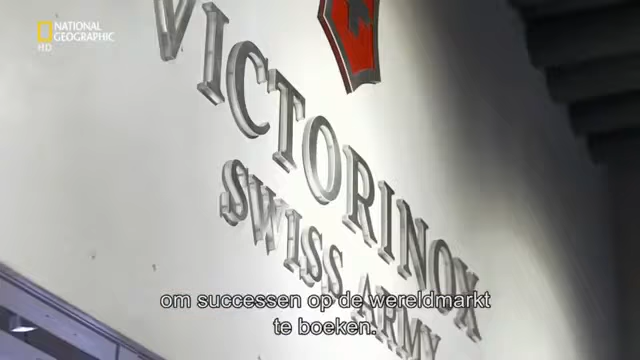 NATIONAL
GEOGRAPHIC
HD
VICTORINOX
SWISS ARMY
om successen op de wereldmarkt
te boeken.